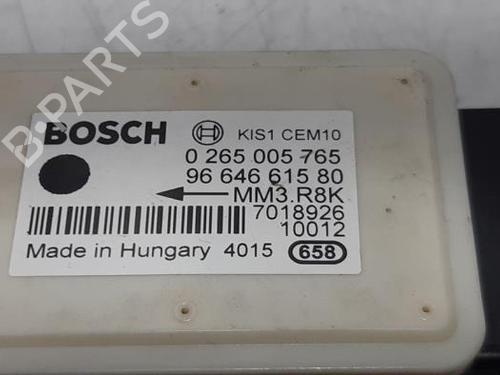 BOSCH KIS1 CEM10
0 265 005 765
96 646 615 80
MM3.R8K
7018926
10012
Made in Hungary 4015 658
B-PARTS